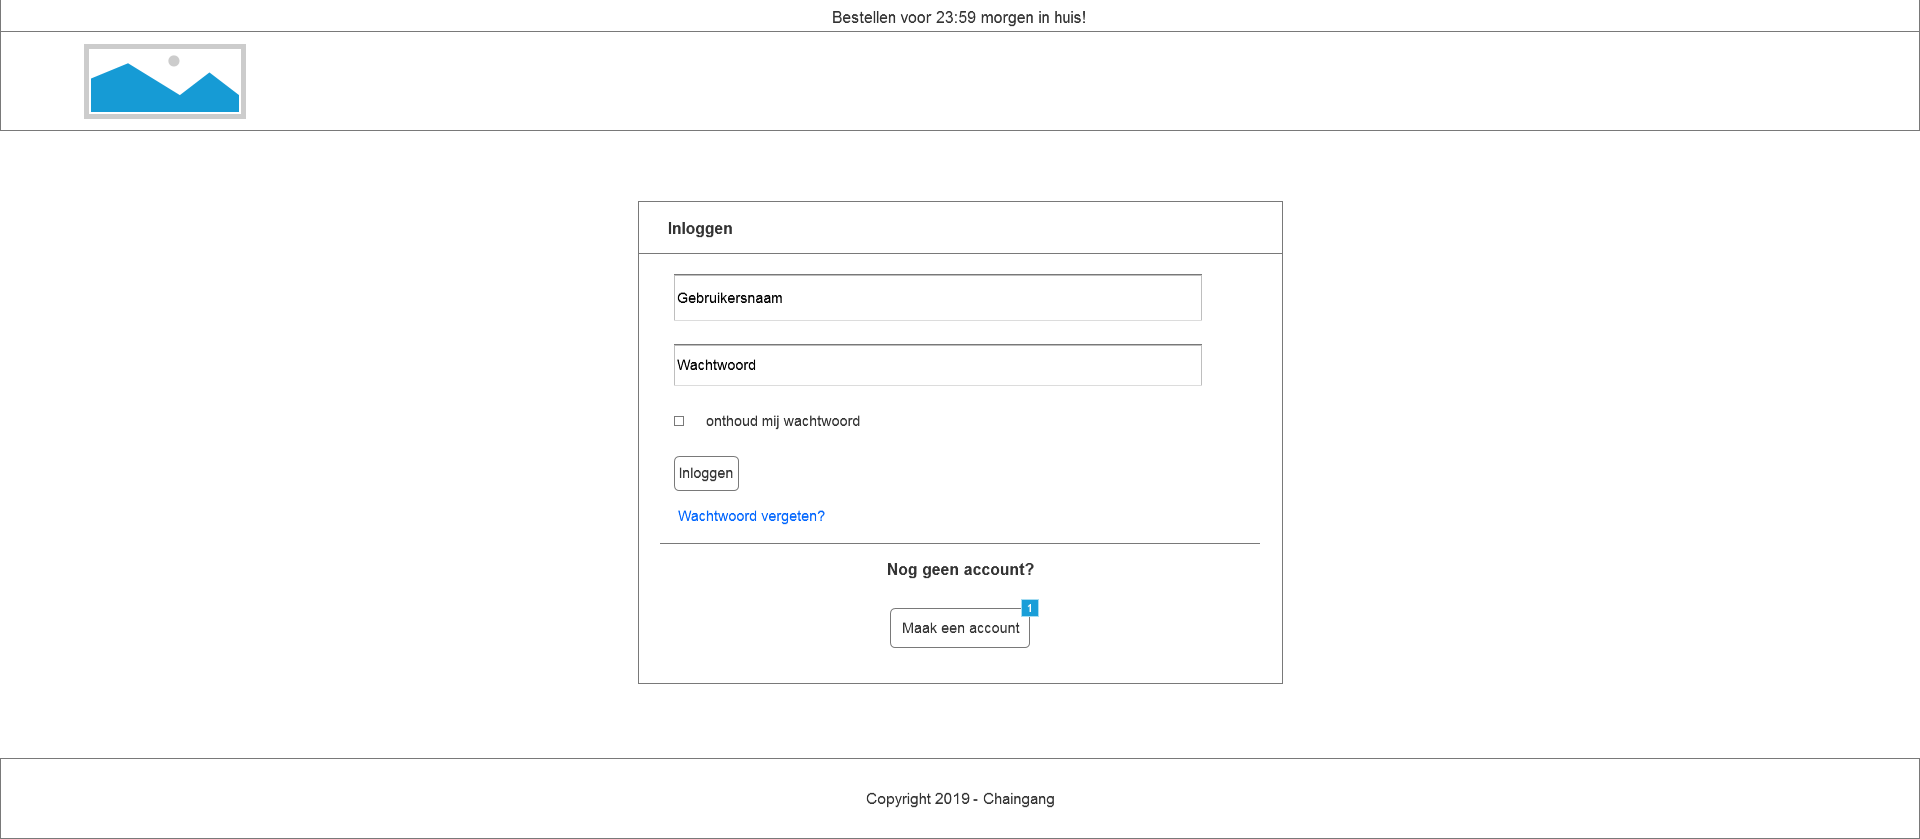 Bestellen voor 23:59 morgen in huis!
Inloggen
Gebruikersnaam
Wachtwoord
onthoud mij wachtwoord
Inloggen
Wachtwoord vergeten?
Nog geen account?
1
Maak een account
Copyright 2019 - Chaingang